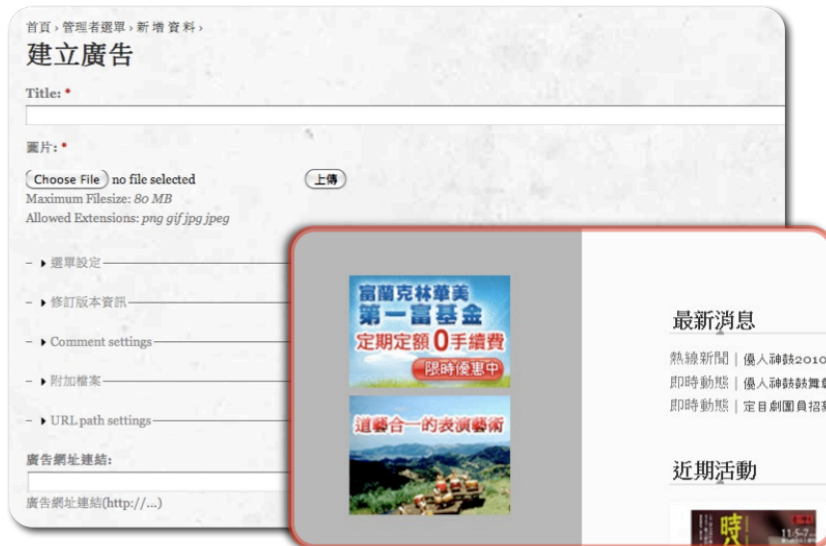 首頁 › 管理者選單 › 新增資料 ›
建立廣告
Title: *
圖片: *
Choose File no file selected 上傳
Maximum Filesize: 80 MB
Allowed Extensions: png gif jpg jpeg
選單設定
修訂版本資訊
Comment settings
附加檔案
URL path settings
廣告網址連結:
廣告網址連結(http://...)
富蘭克林華美
第一富基金
定期定額0手續費
限時優惠中
道藝合一的表演藝術
最新消息
熱線新聞 | 優人神鼓2010
即時動態 | 優人神鼓鼓舞
即時動態 | 定目劇團員招
近期活動
時
11.5-7